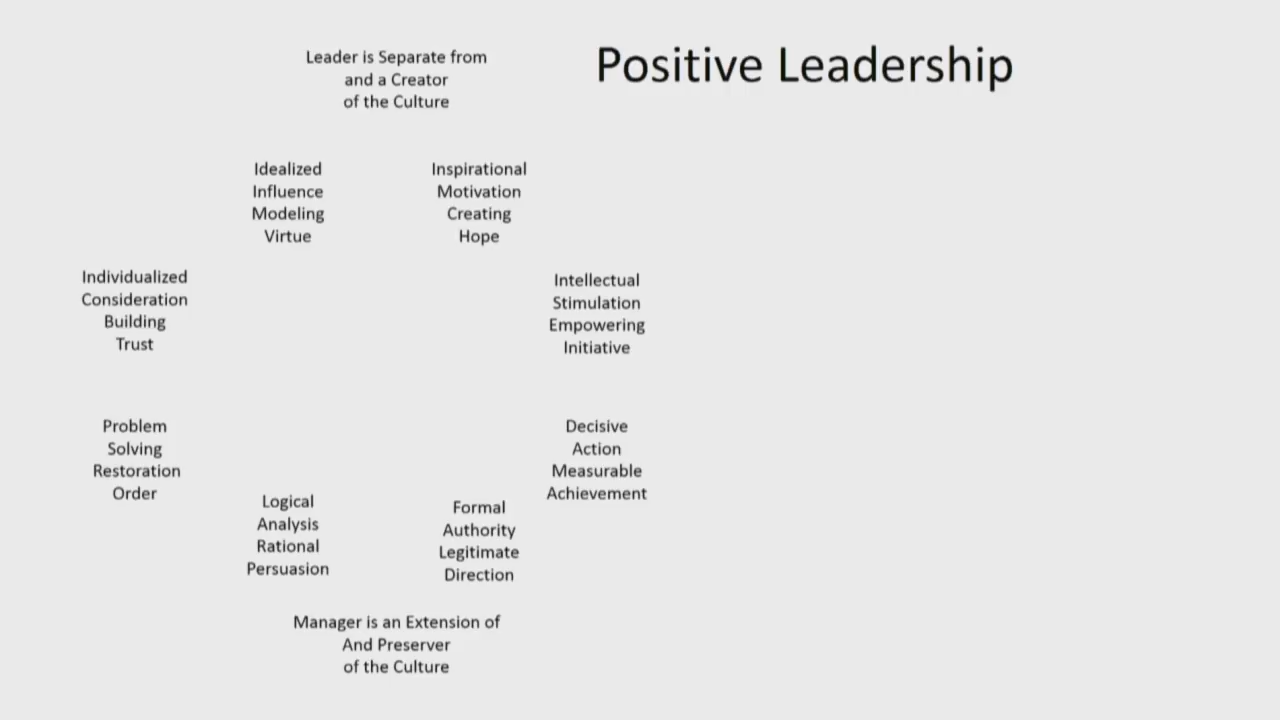 Positive Leadership
Leader is Separate from
and a Creator
of the Culture
Idealized
Influence
Modeling
Virtue
Inspirational
Motivation
Creating
Hope
Individualized
Consideration
Building
Trust
Intellectual
Stimulation
Empowering
Initiative
Problem
Solving
Restoration
Order
Decisive
Action
Measurable
Achievement
Logical
Analysis
Rational
Persuasion
Formal
Authority
Legitimate
Direction
Manager is an Extension of
And Preserver
of the Culture